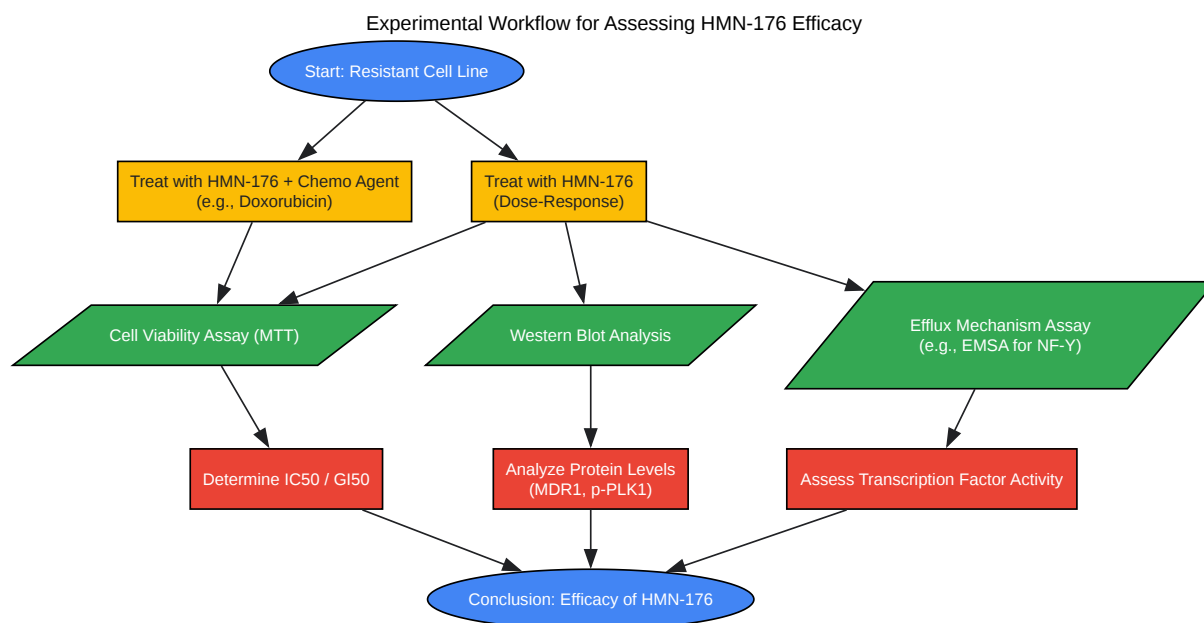 Experimental Workflow for Assessing HMN-176 Efficacy
Start: Resistant Cell Line
Treat with HMN-176 + Chemo Agent
(e.g., Doxorubicin)
Treat with HMN-176
(Dose-Response)
Cell Viability Assay (MTT)
Western Blot Analysis
Efflux Mechanism Assay
(e.g., EMSA for NF-Y)
Determine IC50 / GI50
Analyze Protein Levels
(MDR1, p-PLK1)
Assess Transcription Factor Activity
Conclusion: Efficacy of HMN-176